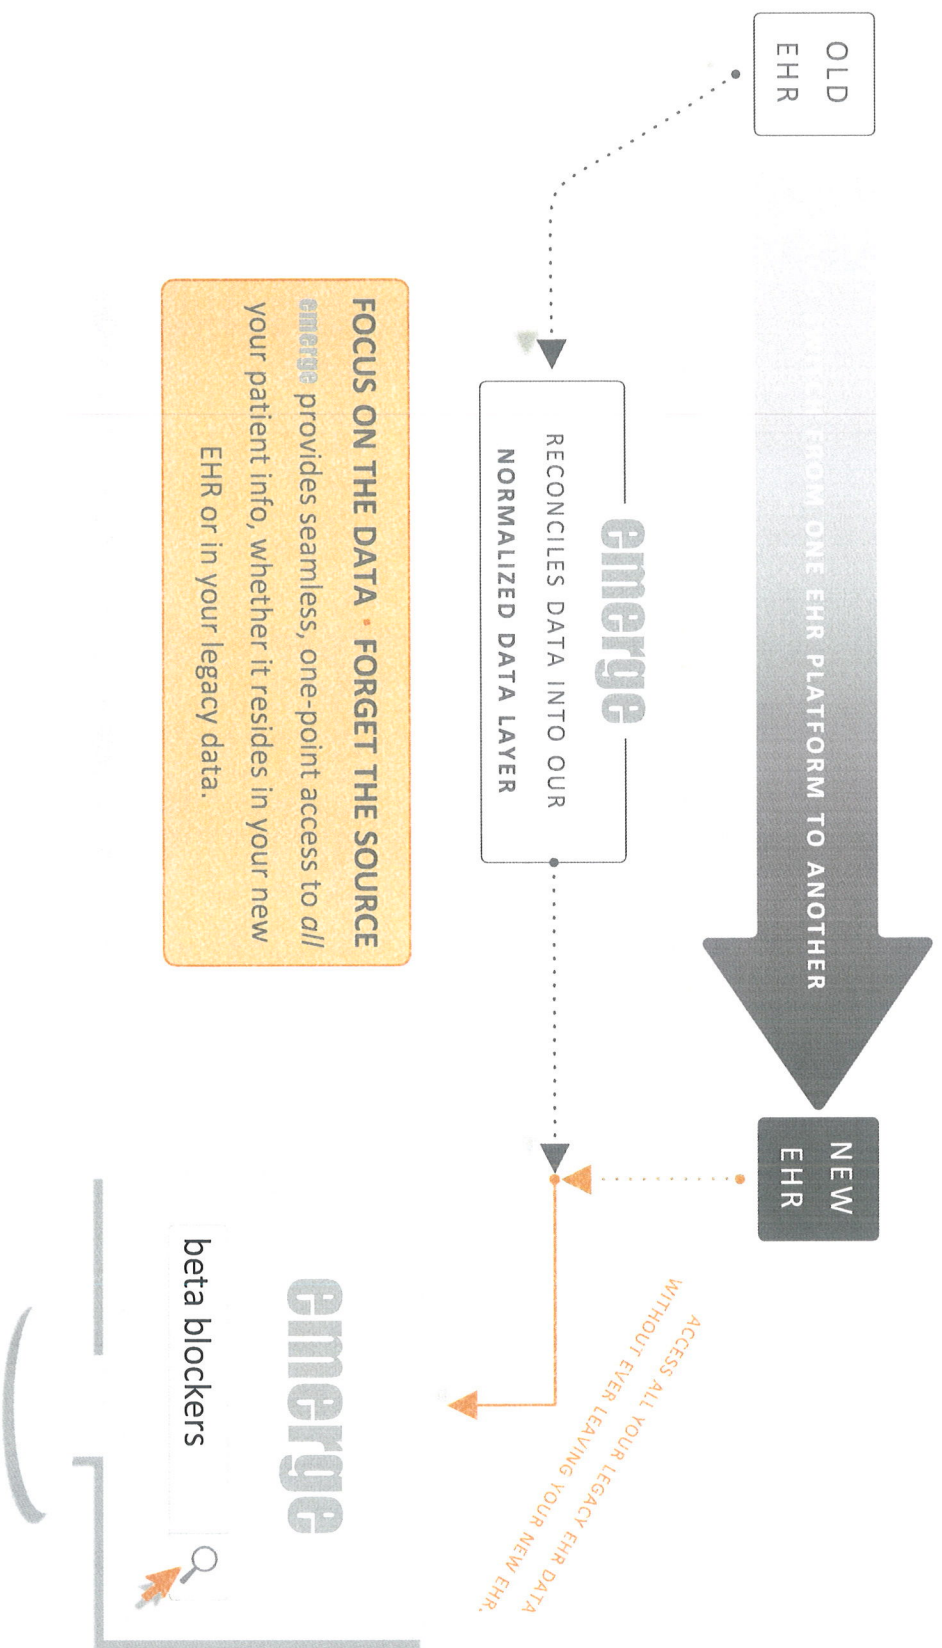 OLD
EHR
FROM ONE EHR PLATFORM TO ANOTHER
NEW
EHR
emerge
RECONCILES DATA INTO OUR
NORMALIZED DATA LAYER
ACCESS ALL YOUR LEGACY EHR DATA
WITHOUT EVER LEAVING YOUR NEW EHR.
FOCUS ON THE DATA • FORGET THE SOURCE
emerge provides seamless, one-point access to all
your patient info, whether it resides in your new
EHR or in your legacy data.
emerge
beta blockers